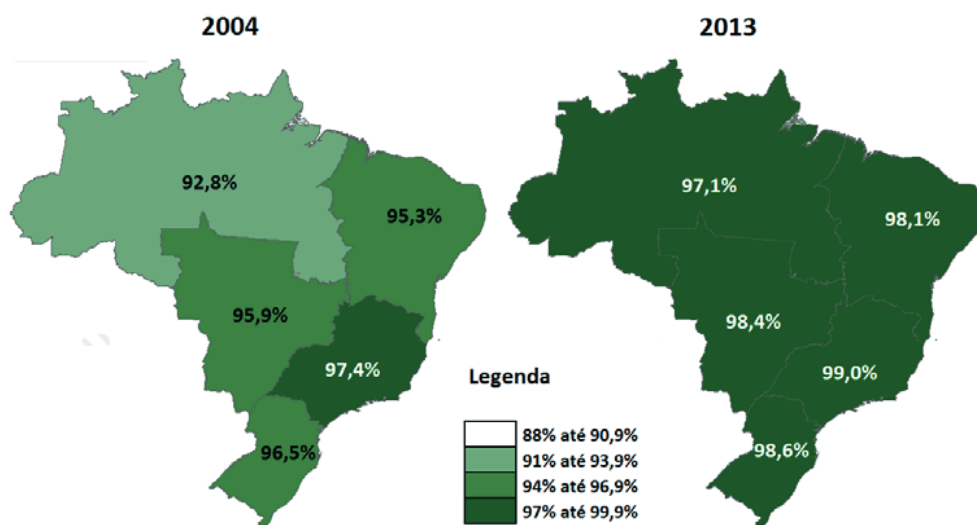 2004
2013
92,8%
95,3%
95,9%
97,4%
96,5%
97,1%
98,1%
98,4%
99,0%
98,6%
Legenda
88% até 90,9%
91% até 93,9%
94% até 96,9%
97% até 99,9%